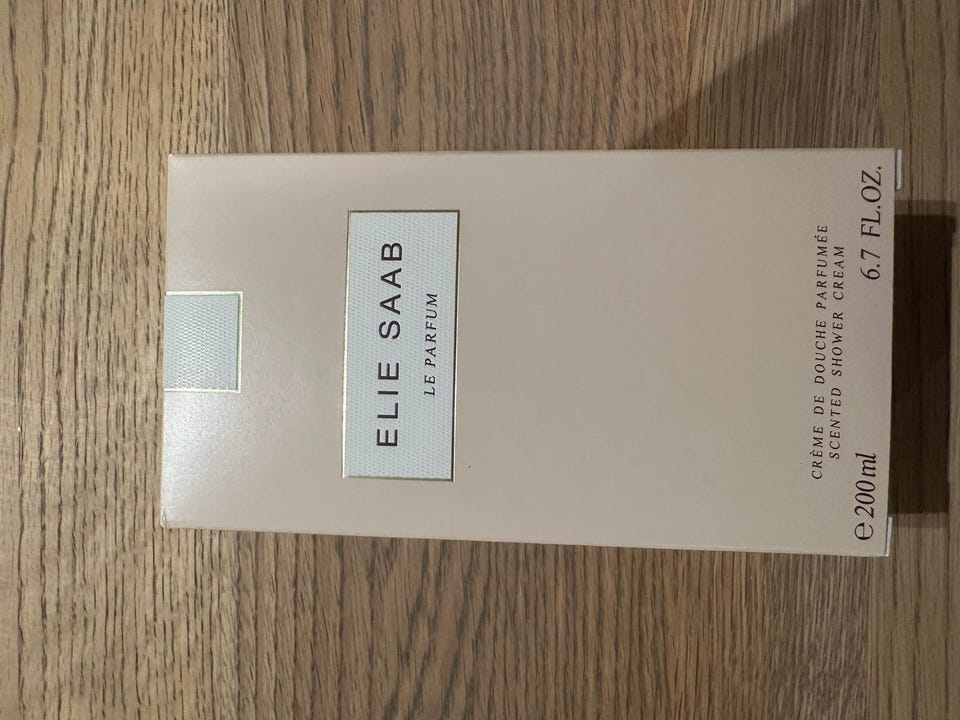 ELIE SAAB
LE PARFUM
CRÈME DE DOUCHE PARFUMÉE
SCENTED SHOWER CREAM
℮ 200ml 6.7 FL.OZ.